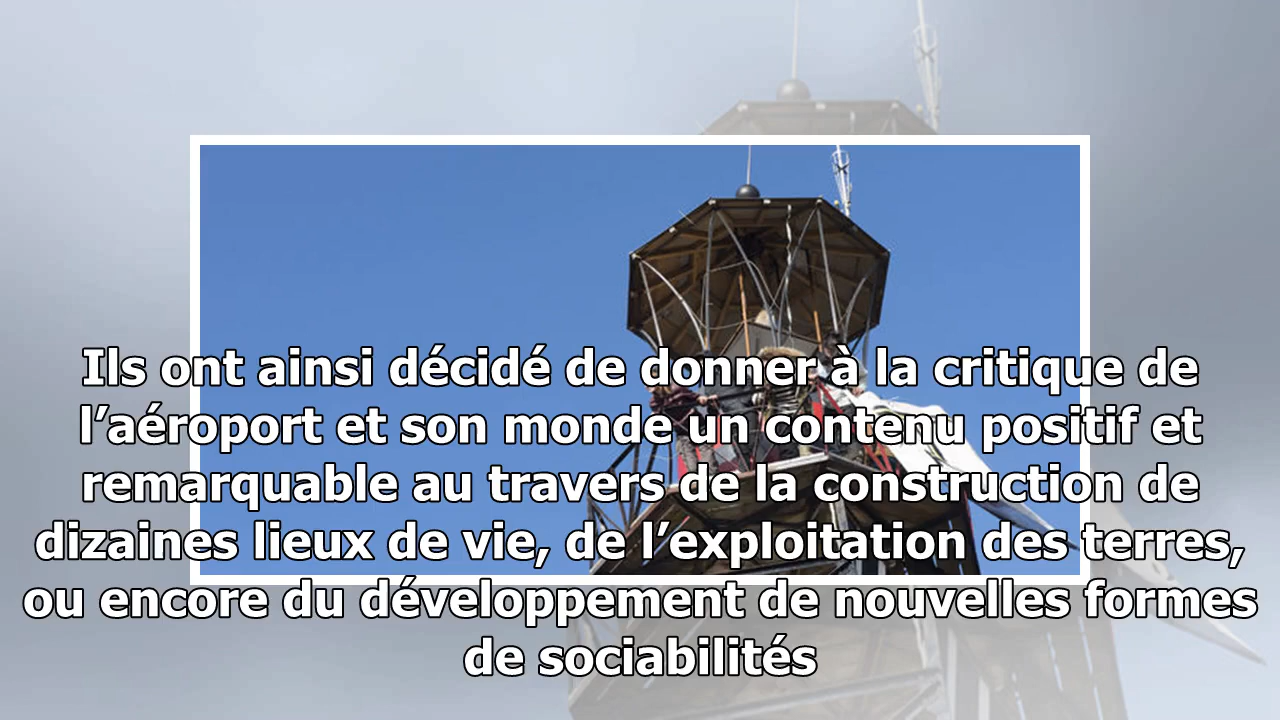 Ils ont ainsi décidé de donner à la critique de
l’aéroport et son monde un contenu positif et
remarquable au travers de la construction de
dizaines lieux de vie, de l’exploitation des terres,
ou encore du développement de nouvelles formes
de sociabilités